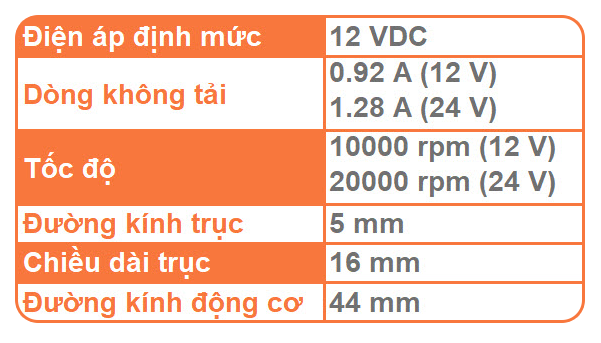 Điện áp định mức 12 VDC
Dòng không tải 0.92 A (12 V)
1.28 A (24 V)
Tốc độ 10000 rpm (12 V)
20000 rpm (24 V)
Đường kính trục 5 mm
Chiều dài trục 16 mm
Đường kính động cơ 44 mm